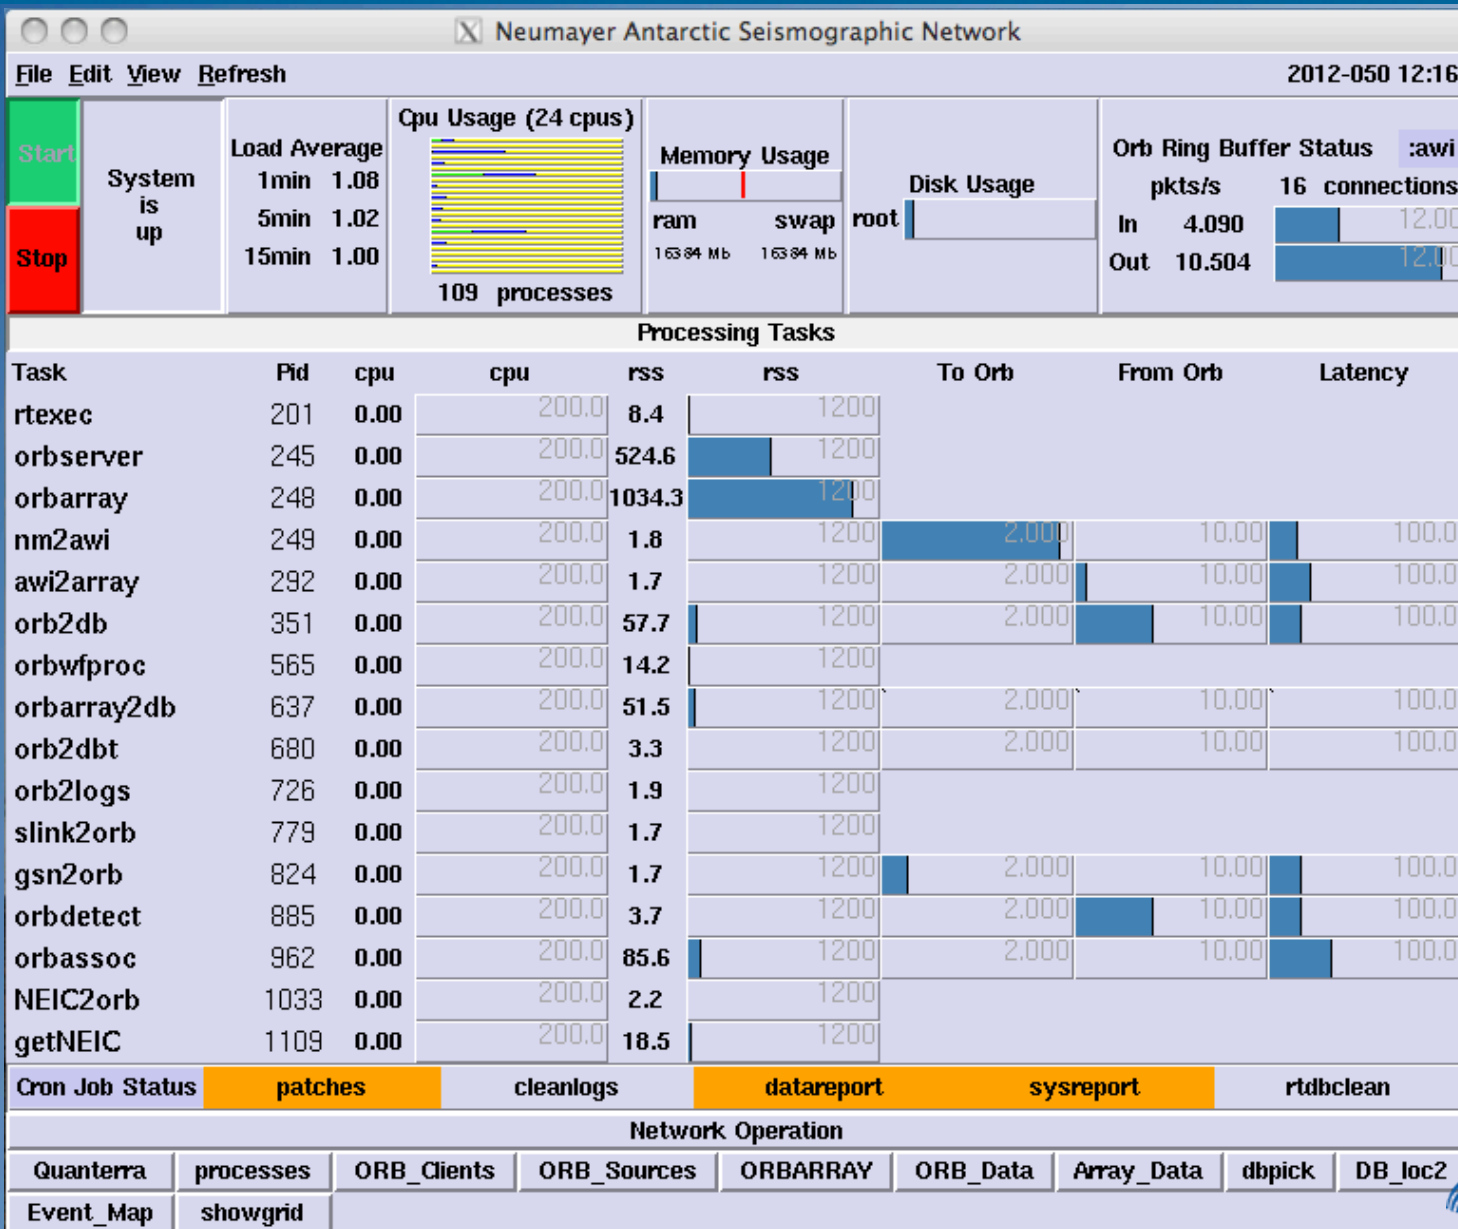 X Neumayer Antarctic Seismographic Network
File Edit View Refresh 2012-050 12:16
Start
Stop
System
is
up
Load Average
1min 1.08
5min 1.02
15min 1.00
Cpu Usage (24 cpus)
109 processes
Memory Usage
ram swap
16384 Mb 16384 Mb
Disk Usage
root
Orb Ring Buffer Status :awi
pkts/s 16 connections
In 4.090 12.00
Out 10.504 12.00
Processing Tasks
Task Pid cpu cpu rss rss To Orb From Orb Latency
rtexec 201 0.00 200.0 8.4 1200
orbserver 245 0.00 200.0 524.6 1200
orbarray 248 0.00 200.0 1034.3 1200
nm2awi 249 0.00 200.0 1.8 1200 2.000 10.00 100.0
awi2array 292 0.00 200.0 1.7 1200 2.000 10.00 100.0
orb2db 351 0.00 200.0 57.7 1200 2.000 10.00 100.0
orbwfproc 565 0.00 200.0 14.2 1200
orbarray2db 637 0.00 200.0 51.5 1200 2.000 10.00 100.0
orb2dbt 680 0.00 200.0 3.3 1200 2.000 10.00 100.0
orb2logs 726 0.00 200.0 1.9 1200
slink2orb 779 0.00 200.0 1.7 1200
gsn2orb 824 0.00 200.0 1.7 1200 2.000 10.00 100.0
orbdetect 885 0.00 200.0 3.7 1200 2.000 10.00 100.0
orbassoc 962 0.00 200.0 85.6 1200 2.000 10.00 100.0
NEIC2orb 1033 0.00 200.0 2.2 1200
getNEIC 1109 0.00 200.0 18.5 1200
Cron Job Status patches cleanlogs datareport sysreport rtdbclean
Network Operation
Quanterra processes ORB_Clients ORB_Sources ORBARRAY ORB_Data Array_Data dbpick DB_loc2
Event_Map showgrid